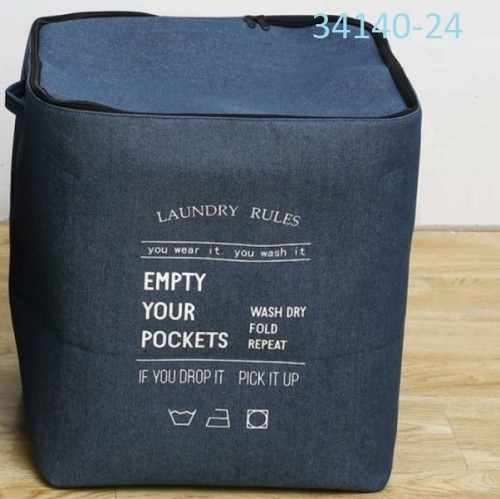 34140-24
LAUNDRY RULES
you wear it. you wash it
EMPTY
YOUR
POCKETS
WASH DRY
FOLD
REPEAT
IF YOU DROP IT PICK IT UP